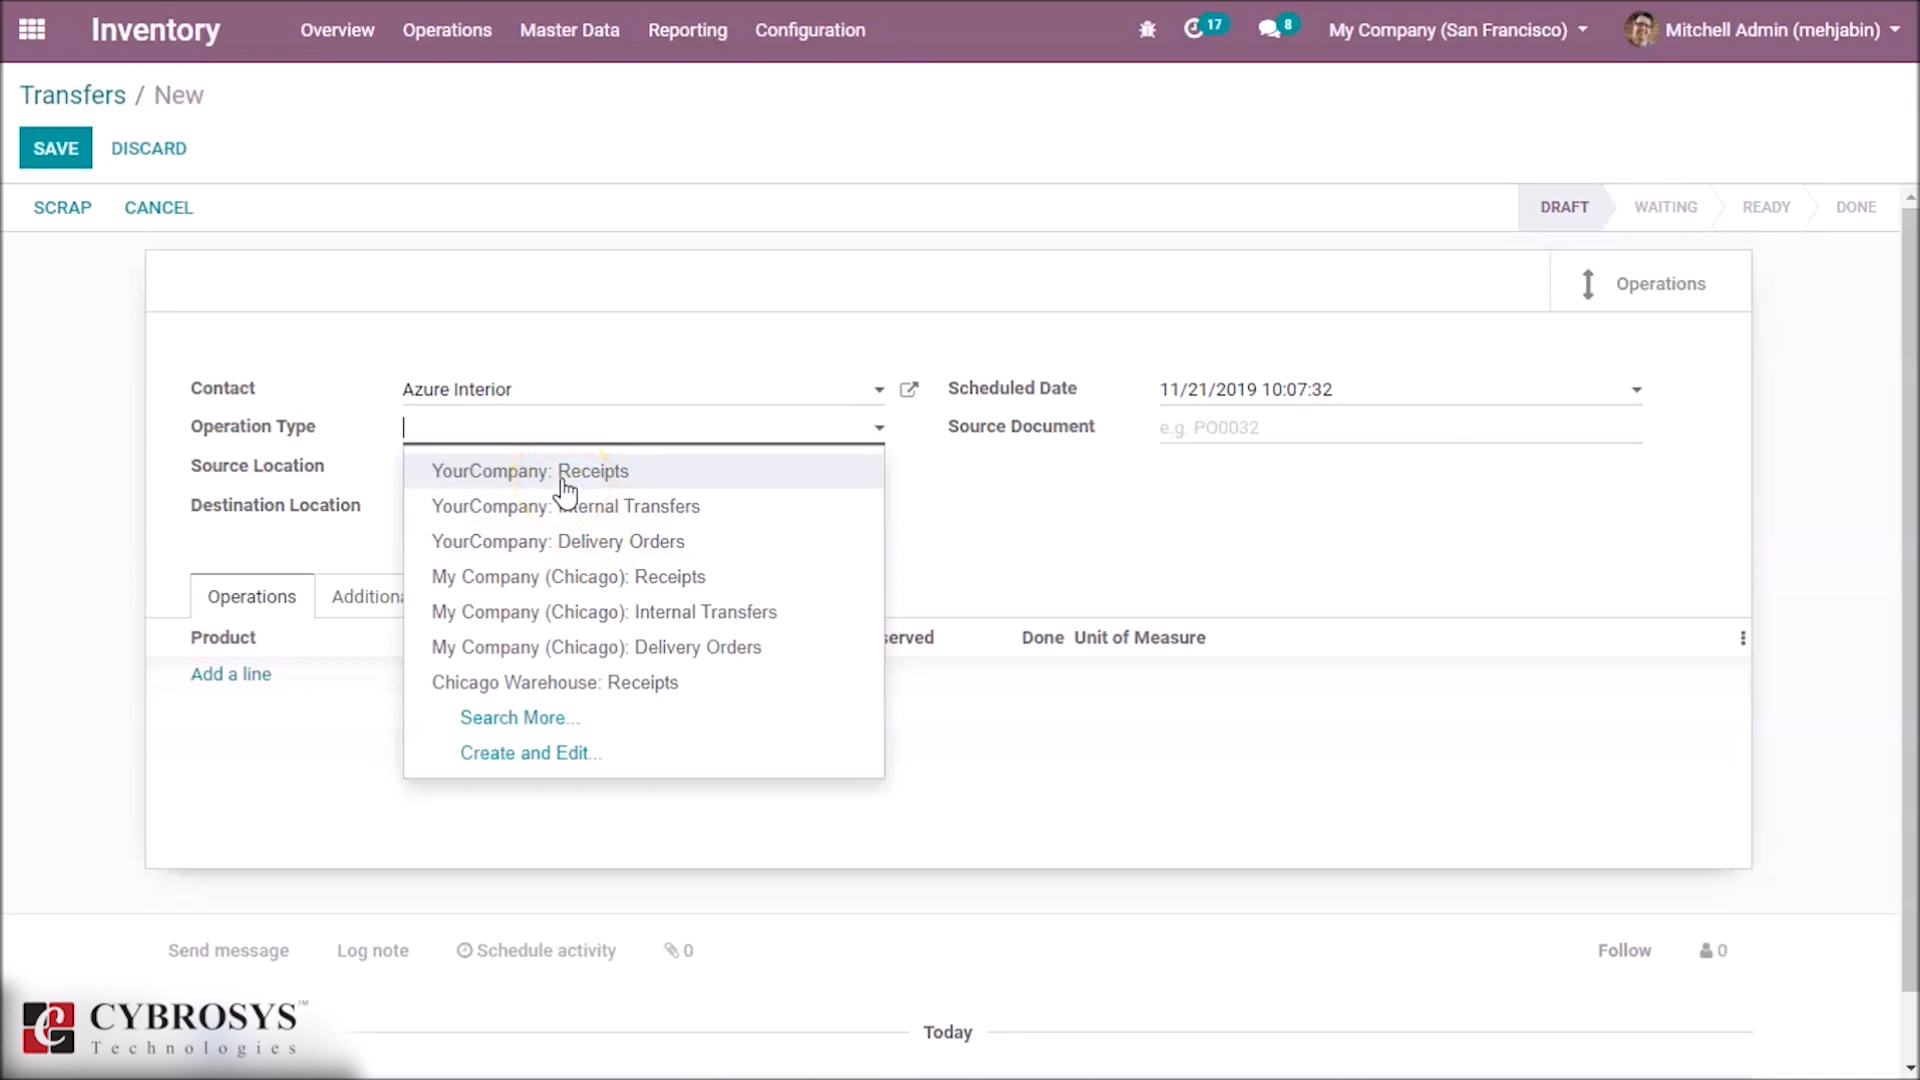 Inventory Overview Operations Master Data Reporting Configuration 17 8 My Company (San Francisco) Mitchell Admin (mehjabin)
Transfers / New
SAVE DISCARD
SCRAP CANCEL DRAFT WAITING READY DONE
Operations
Contact Azure Interior Scheduled Date 11/21/2019 10:07:32
Operation Type Source Document e.g. PO0032
Source Location
Destination Location
YourCompany: Receipts
YourCompany: Internal Transfers
YourCompany: Delivery Orders
My Company (Chicago): Receipts
My Company (Chicago): Internal Transfers
My Company (Chicago): Delivery Orders
Chicago Warehouse: Receipts
Search More...
Create and Edit...
Operations Additiona
Product served Done Unit of Measure
Add a line
Send message Log note Schedule activity 0 Follow 0
Today
CYBROSYS™
Technologies